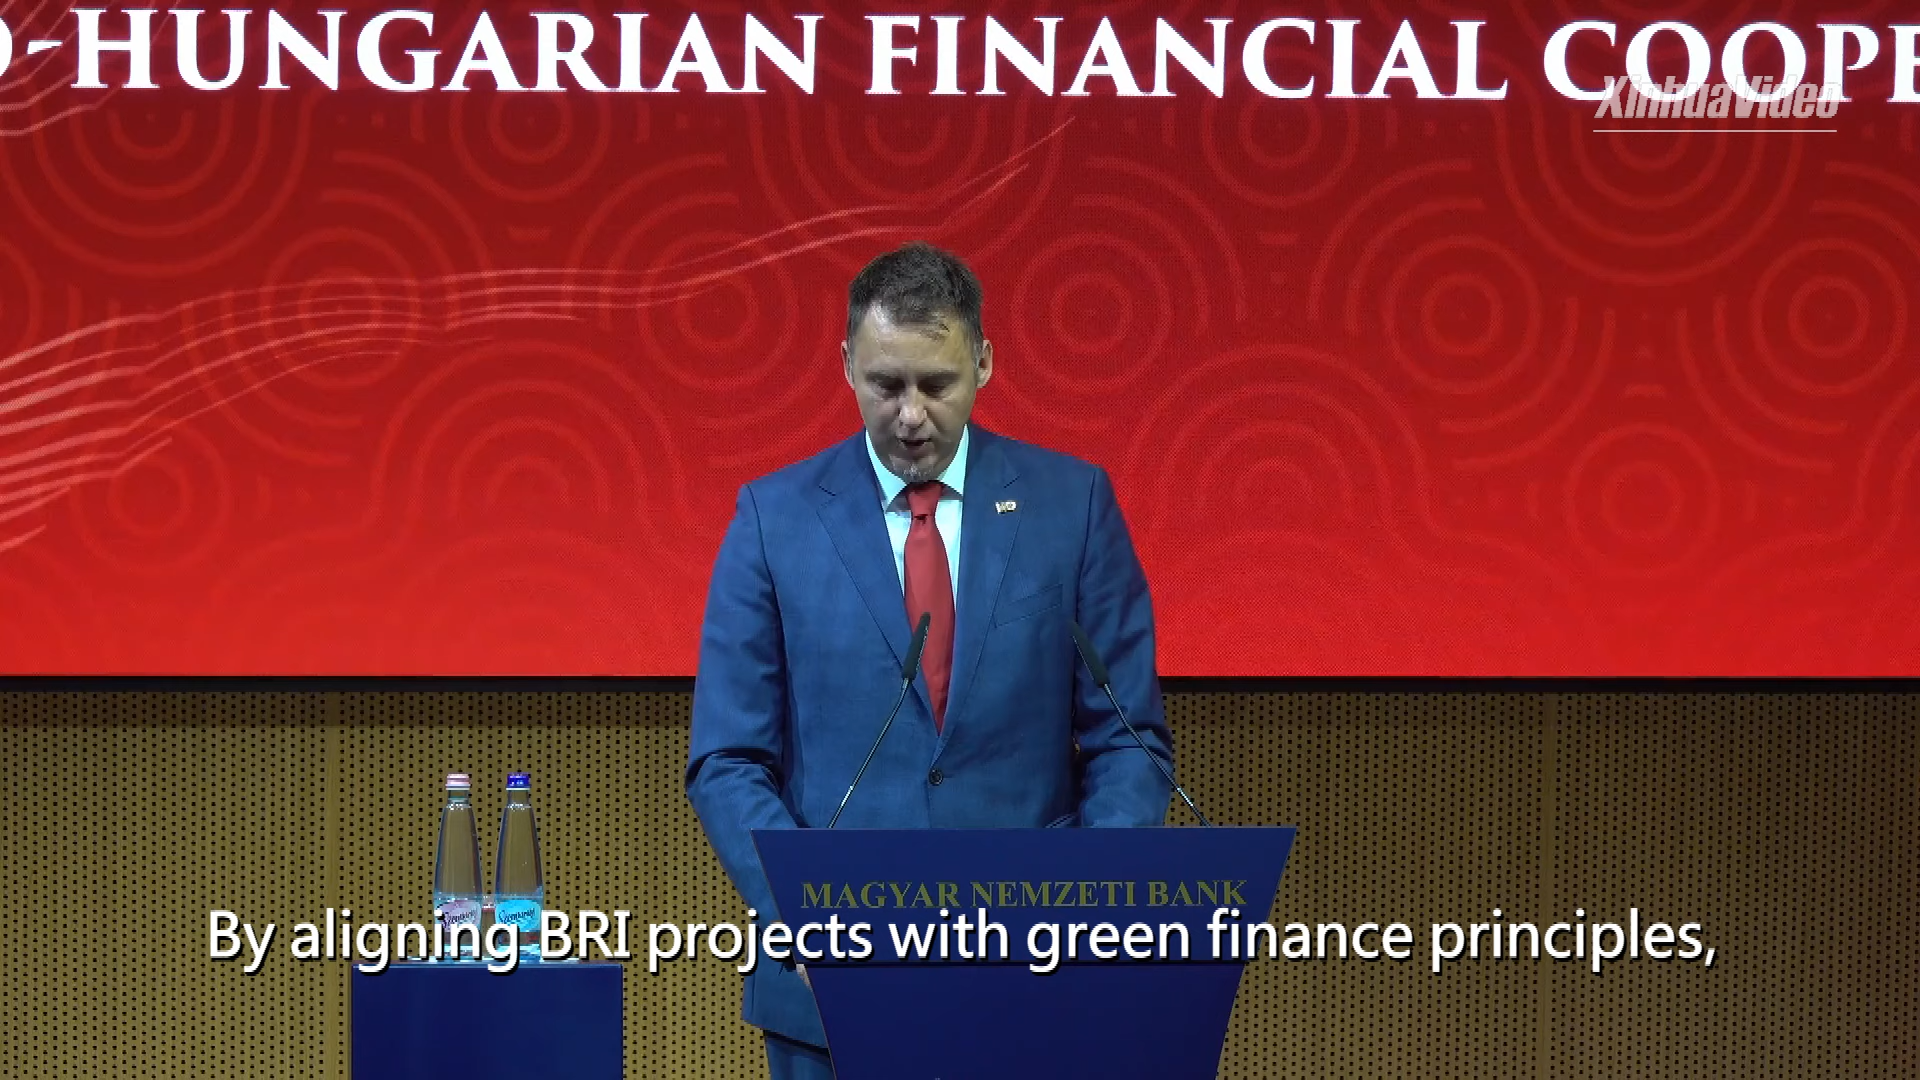 O-HUNGARIAN FINANCIAL COOPE
XinhuaVideo
MAGYAR NEMZETI BANK
By aligning BRI projects with green finance principles,